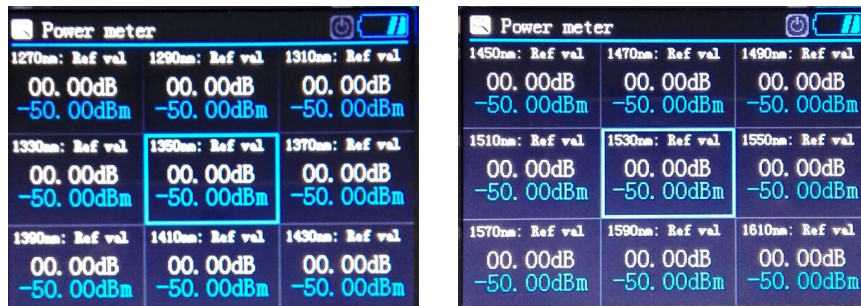 Power meter
1270nm: Ref val 1290nm: Ref val 1310nm: Ref val
00.00dB 00.00dB 00.00dB
-50.00dBm -50.00dBm -50.00dBm
1330nm: Ref val 1350nm: Ref val 1370nm: Ref val
00.00dB 00.00dB 00.00dB
-50.00dBm -50.00dBm -50.00dBm
1390nm: Ref val 1410nm: Ref val 1430nm: Ref val
00.00dB 00.00dB 00.00dB
-50.00dBm -50.00dBm -50.00dBm
Power meter
1450nm: Ref val 1470nm: Ref val 1490nm: Ref val
00.00dB 00.00dB 00.00dB
-50.00dBm -50.00dBm -50.00dBm
1510nm: Ref val 1530nm: Ref val 1550nm: Ref val
00.00dB 00.00dB 00.00dB
-50.00dBm -50.00dBm -50.00dBm
1570nm: Ref val 1590nm: Ref val 1610nm: Ref val
00.00dB 00.00dB 00.00dB
-50.00dBm -50.00dBm -50.00dBm